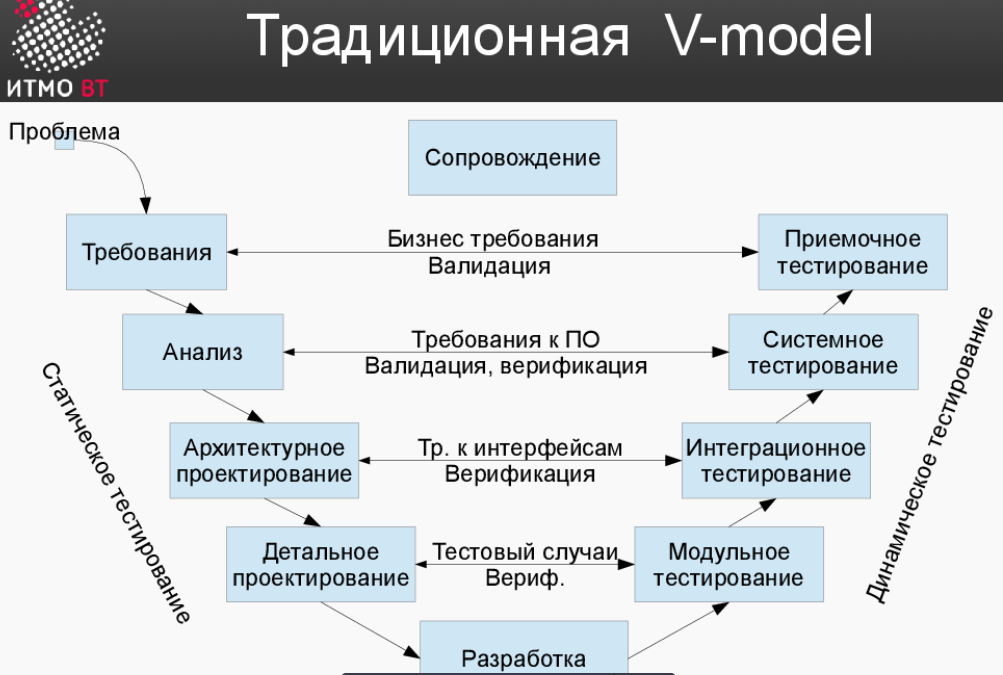 Традиционная V-model
ИТМО ВТ
Проблема
Сопровождение
Требования
Бизнес требования
Валидация
Приемочное
тестирование
Анализ
Требования к ПО
Валидация, верификация
Системное
тестирование
Архитектурное
проектирование
Тр. к интерфейсам
Верификация
Интеграционное
тестирование
Детальное
проектирование
Тестовый случаи
Вериф.
Модульное
тестирование
Разработка
Статическое тестирование
Динамическое тестирование